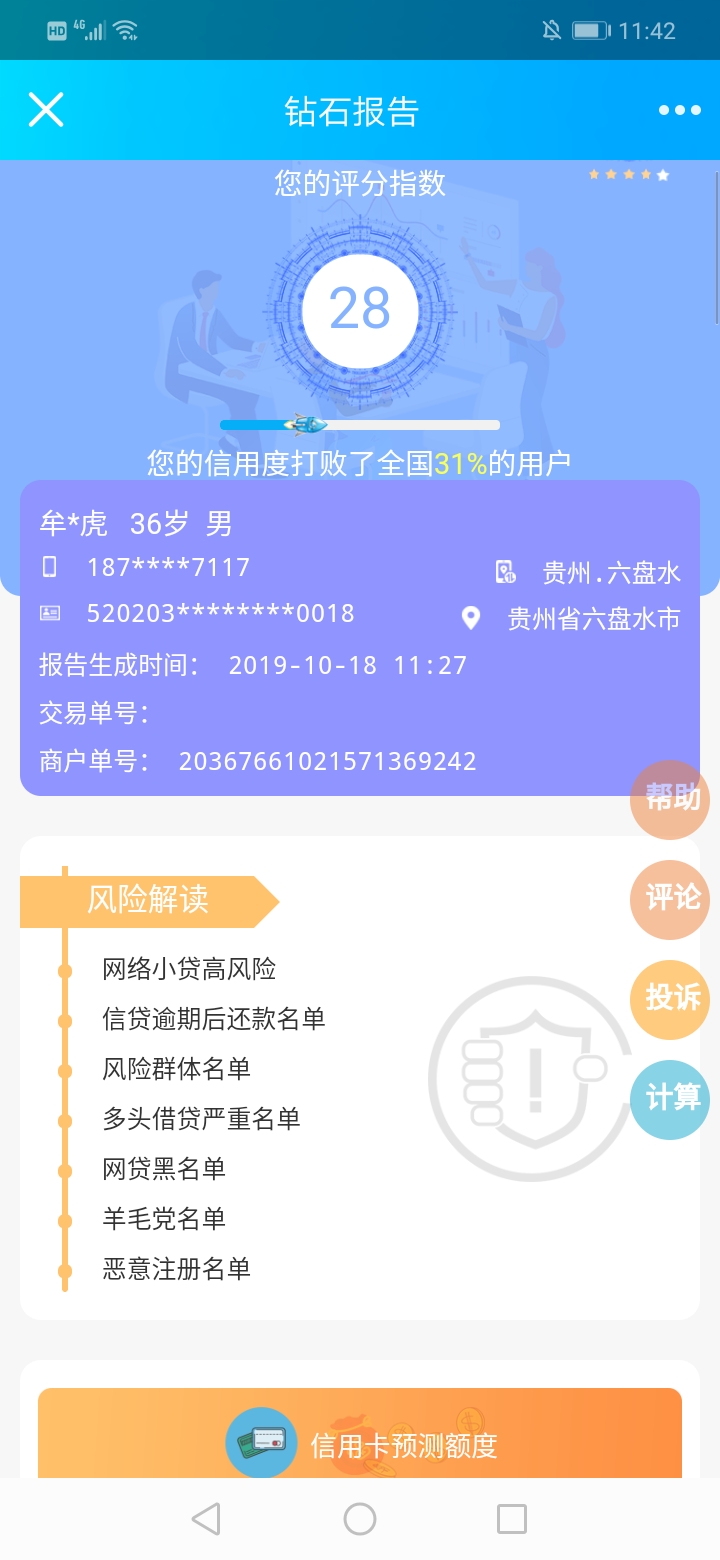 HD 4G 11:42
钻石报告
您的评分指数
28
您的信用度打败了全国31%的用户
牟*虎 36岁 男
187****7117 贵州.六盘水
520203********0018 贵州省六盘水市
报告生成时间： 2019-10-18 11:27
交易单号：
商户单号： 20367661021571369242
帮助
风险解读
评论
网络小贷高风险
投诉
信贷逾期后还款名单
风险群体名单
计算
多头借贷严重名单
网贷黑名单
羊毛党名单
恶意注册名单
信用卡预测额度